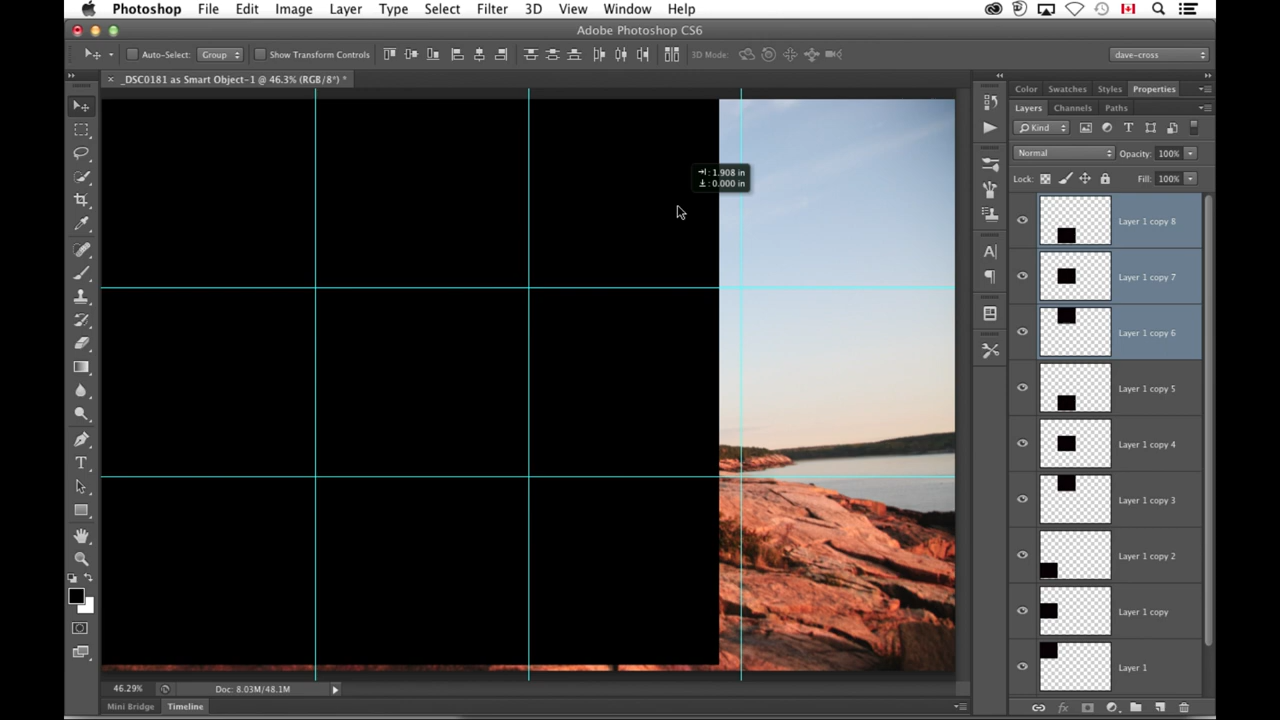 Photoshop File Edit Image Layer Type Select Filter 3D View Window Help
Adobe Photoshop CS6
Auto-Select: Group Show Transform Controls 3D Mode: dave-cross
× _DSC0181 as Smart Object-1 @ 46.3% (RGB/8*) *
Color Swatches Styles Properties
Layers Channels Paths
Kind
Normal Opacity: 100%
Lock: Fill: 100%
: 1.908 in
: 0.000 in
Layer 1 copy 8
Layer 1 copy 7
Layer 1 copy 6
Layer 1 copy 5
Layer 1 copy 4
Layer 1 copy 3
Layer 1 copy 2
Layer 1 copy
Layer 1
46.29% Doc: 8.03M/48.1M
Mini Bridge Timeline